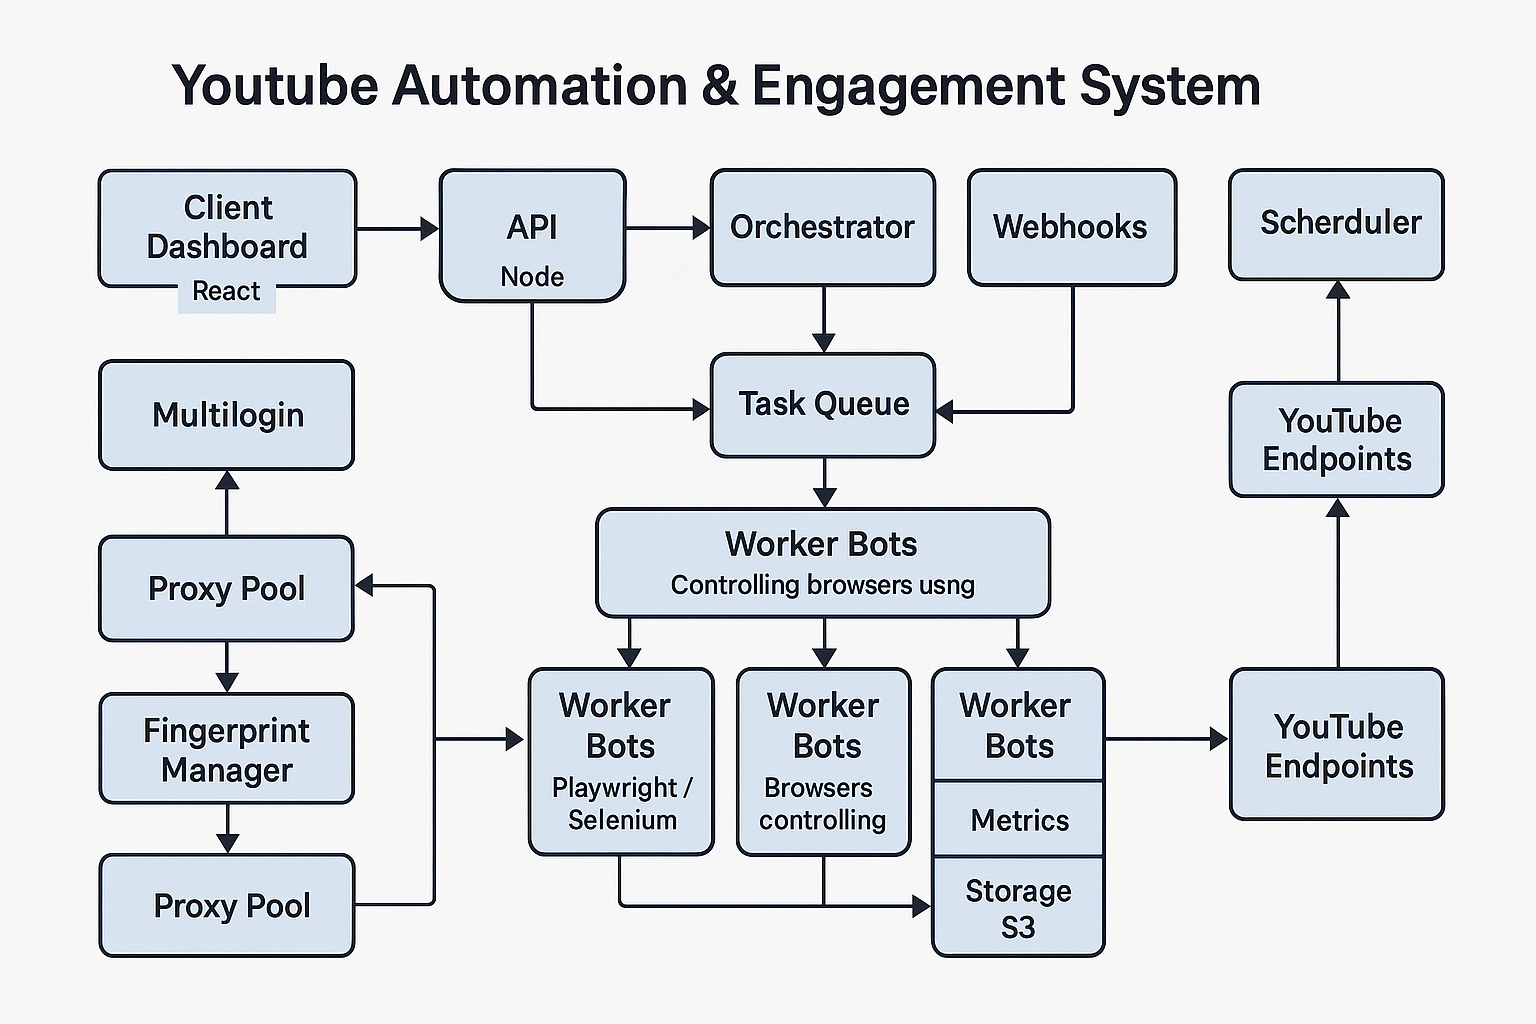 Youtube Automation & Engagement System
Client
Dashboard
React
API
Node
Orchestrator
Webhooks
Scherduler
Multilogin
Task Queue
YouTube
Endpoints
Proxy Pool
Worker Bots
Controlling browsers usng
Fingerprint
Manager
Worker
Bots
Playwright /
Selenium
Worker
Bots
Browsers
controlling
Worker
Bots
Metrics
Storage
S3
YouTube
Endpoints
Proxy Pool